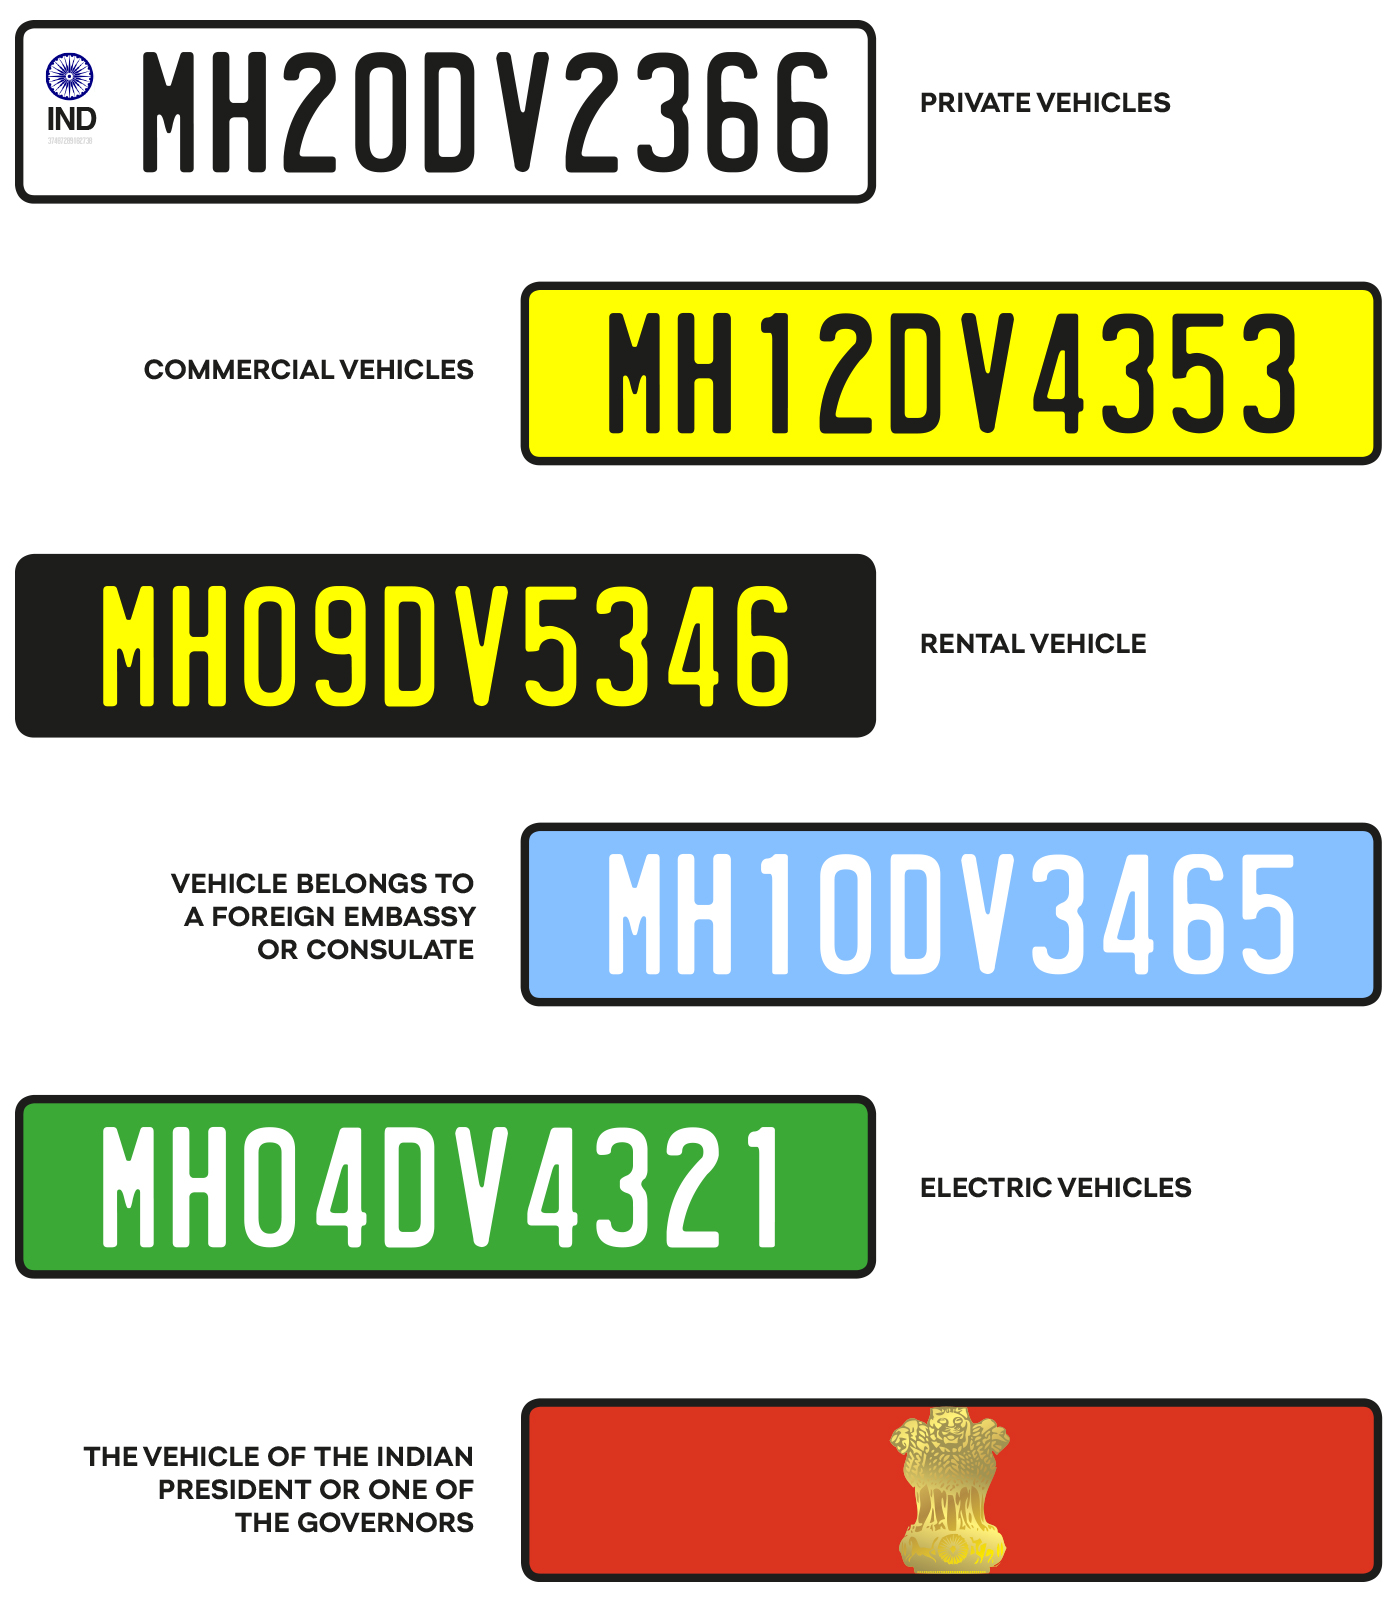 IND
MH20DV2366
PRIVATE VEHICLES
COMMERCIAL VEHICLES
MH12DV4353
MH09DV5346
RENTAL VEHICLE
VEHICLE BELONGS TO
A FOREIGN EMBASSY
OR CONSULATE
MH10DV3465
MH04DV4321
ELECTRIC VEHICLES
THE VEHICLE OF THE INDIAN
PRESIDENT OR ONE OF
THE GOVERNORS